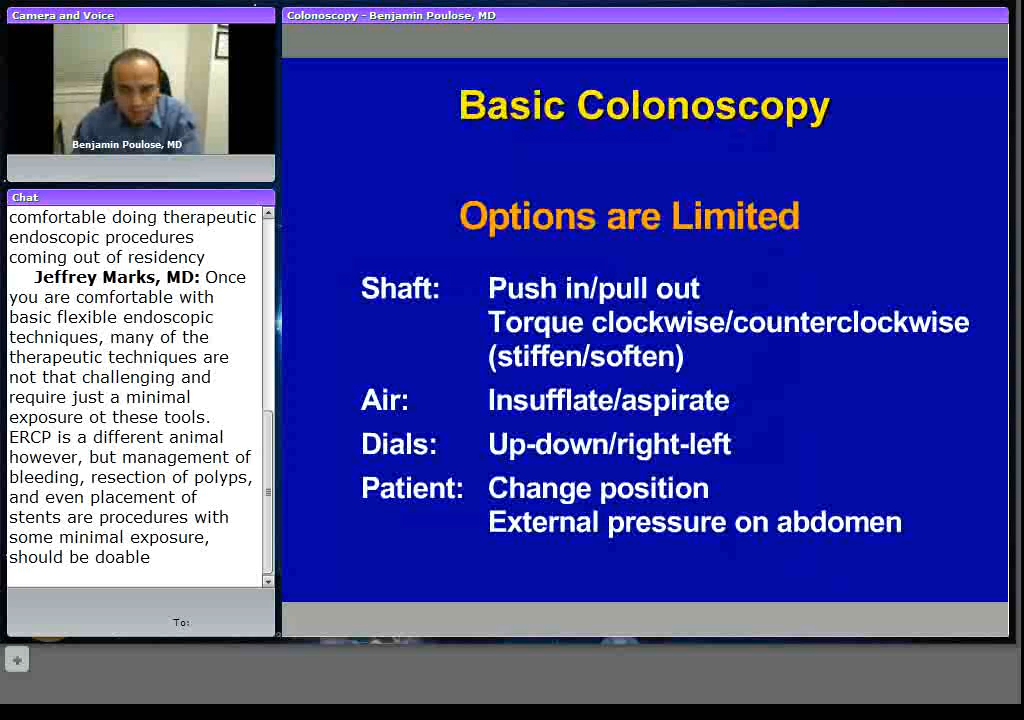 Camera and Voice
Benjamin Poulose, MD
Chat
comfortable doing therapeutic
endoscopic procedures
coming out of residency
Jeffrey Marks, MD: Once
you are comfortable with
basic flexible endoscopic
techniques, many of the
therapeutic techniques are
not that challenging and
require just a minimal
exposure ot these tools.
ERCP is a different animal
however, but management of
bleeding, resection of polyps,
and even placement of
stents are procedures with
some minimal exposure,
should be doable
To:
Colonoscopy - Benjamin Poulose, MD
Basic Colonoscopy
Options are Limited
Shaft: Push in/pull out
Torque clockwise/counterclockwise
(stiffen/soften)
Air: Insufflate/aspirate
Dials: Up-down/right-left
Patient: Change position
External pressure on abdomen